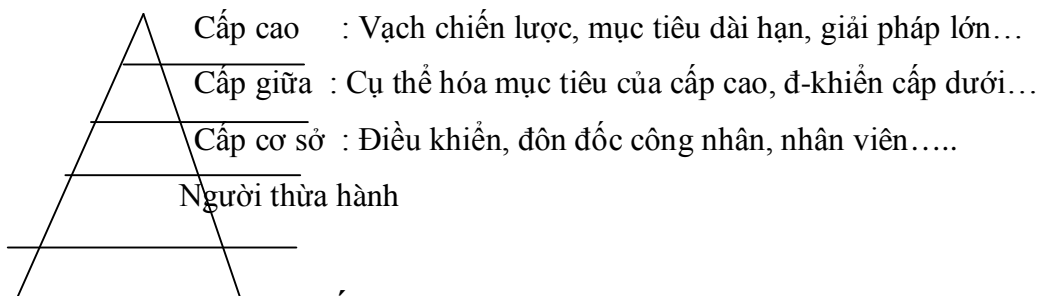 Cấp cao : Vạch chiến lược, mục tiêu dài hạn, giải pháp lớn…
Cấp giữa : Cụ thể hóa mục tiêu của cấp cao, đ-khiển cấp dưới…
Cấp cơ sở : Điều khiển, đôn đốc công nhân, nhân viên…..
Người thừa hành